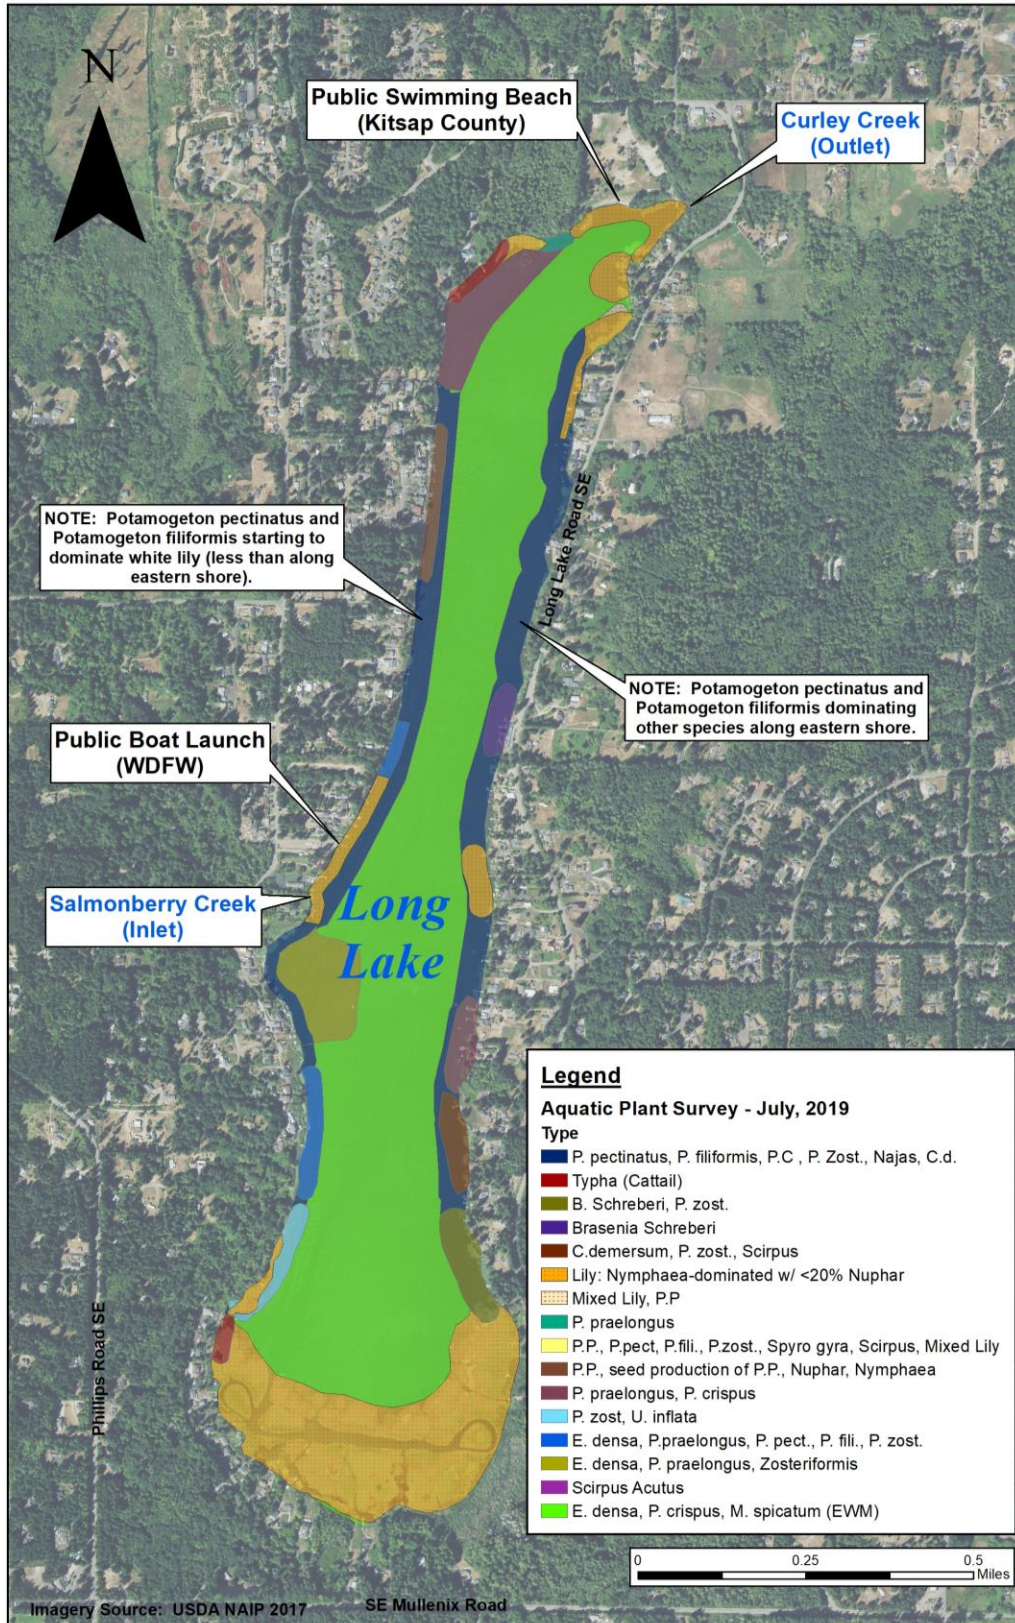 N
Public Swimming Beach
(Kitsap County)
Curley Creek
(Outlet)
NOTE: Potamogeton pectinatus and
Potamogeton filiformis starting to
dominate white lily (less than along
eastern shore).
Long Lake Road SE
NOTE: Potamogeton pectinatus and
Potamogeton filiformis dominating
other species along eastern shore.
Public Boat Launch
(WDFW)
Salmonberry Creek
(Inlet)
Long
Lake
Phillips Road SE
Legend
Aquatic Plant Survey - July, 2019
Type
P. pectinatus, P. filiformis, P.C , P. Zost., Najas, C.d.
Typha (Cattail)
B. Schreberi, P. zost.
Brasenia Schreberi
C.demersum, P. zost., Scirpus
Lily: Nymphaea-dominated w/ <20% Nuphar
Mixed Lily, P.P
P. praelongus
P.P., P.pect, P.fili., P.zost., Spyro gyra, Scirpus, Mixed Lily
P.P., seed production of P.P., Nuphar, Nymphaea
P. praelongus, P. crispus
P. zost, U. inflata
E. densa, P.praelongus, P. pect., P. fili., P. zost.
E. densa, P. praelongus, Zosteriformis
Scirpus Acutus
E. densa, P. crispus, M. spicatum (EWM)
0 0.25 0.5
Miles
Imagery Source: USDA NAIP 2017
SE Mullenix Road